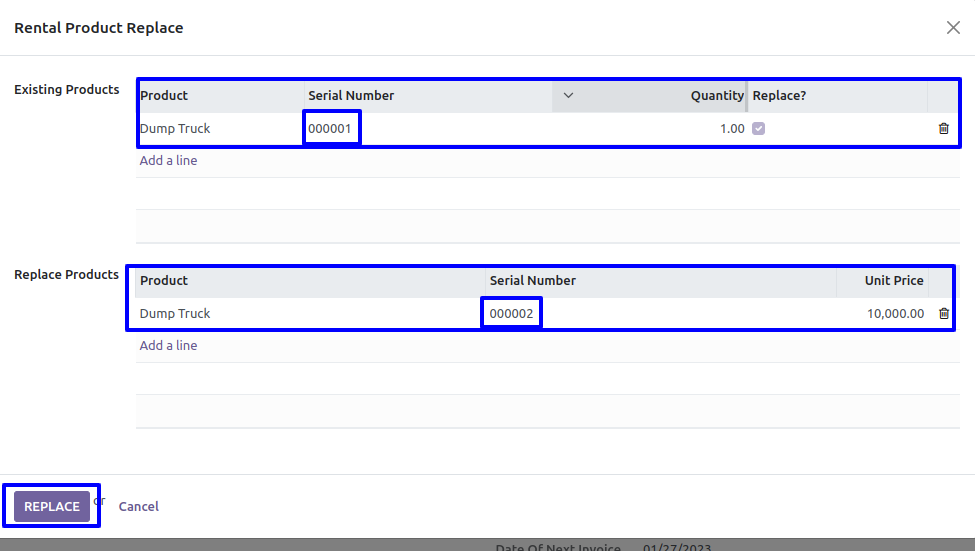 Rental Product Replace
Existing Products
Product Serial Number Quantity Replace?
Dump Truck 000001 1.00
Add a line
Replace Products
Product Serial Number Unit Price
Dump Truck 000002 10,000.00
Add a line
REPLACE or Cancel
Date Of Next Invoice 01/27/2023